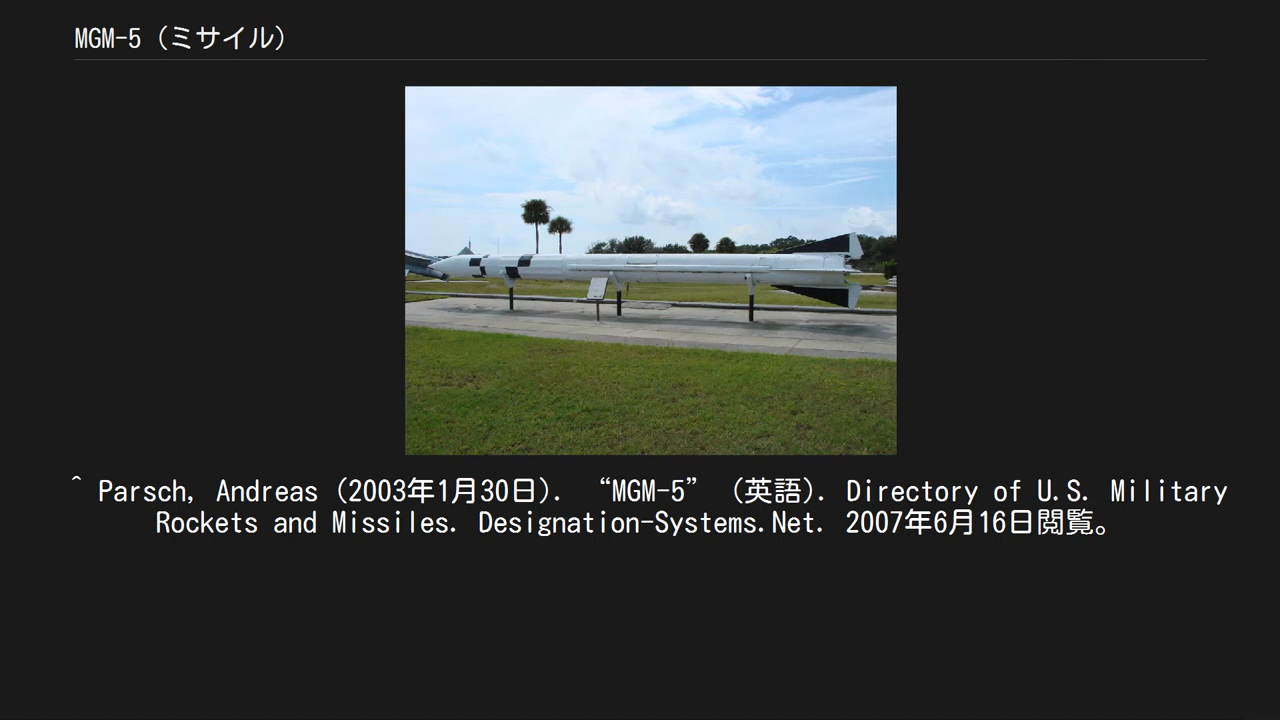 MGM-5（ミサイル）
^ Parsch, Andreas (2003年1月30日). “MGM-5” (英語). Directory of U.S. Military
Rockets and Missiles. Designation-Systems.Net. 2007年6月16日閲覧。